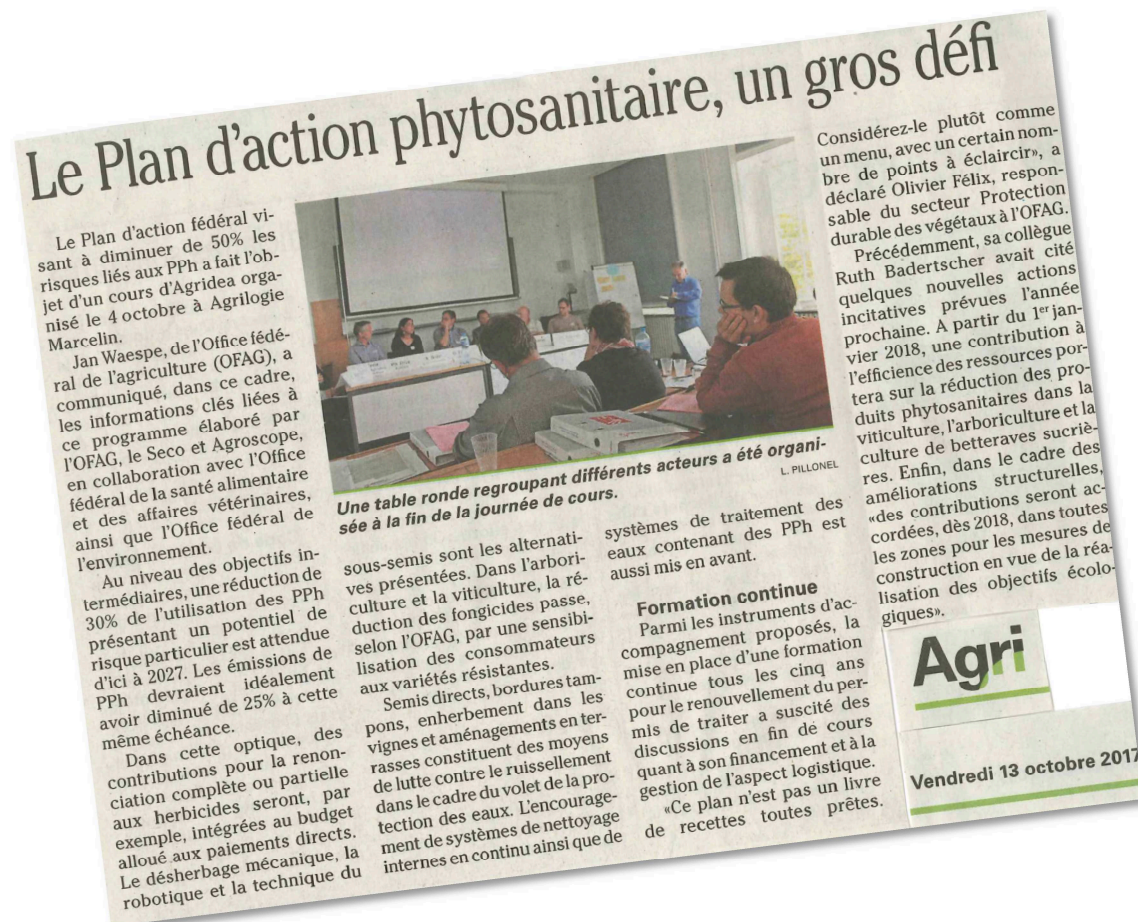 Le Plan d'action phytosanitaire, un gros défi
Le Plan d'action fédéral vi-
sant à diminuer de 50% les
risques liés aux PPh a fait l'ob-
jet d'un cours d'Agridea orga-
nisé le 4 octobre à Agrilogie
Marcelin.
Jan Waespe, de l'Office fédé-
ral de l'agriculture (OFAG), a
communiqué, dans ce cadre,
les informations clés liées à
ce programme élaboré par
l'OFAG, le Seco et Agroscope,
en collaboration avec l'Office
fédéral de la santé alimentaire
et des affaires vétérinaires,
ainsi que l'Office fédéral de
l'environnement.
Au niveau des objectifs in-
termédiaires, une réduction de
30% de l'utilisation des PPh
présentant un potentiel de
risque particulier est attendue
d'ici à 2027. Les émissions de
PPh devraient idéalement
avoir diminué de 25% à cette
même échéance.
Dans cette optique, des
contributions pour la renon-
ciation complète ou partielle
aux herbicides seront, par
exemple, intégrées au budget
alloué aux paiements directs.
Le désherbage mécanique, la
robotique et la technique du
Une table ronde regroupant différents acteurs a été organi-
sée à la fin de la journée de cours.
L. PILLONEL
sous-semis sont les alternati-
ves présentées. Dans l'arbori-
culture et la viticulture, la ré-
duction des fongicides passe,
selon l'OFAG, par une sensibi-
lisation des consommateurs
aux variétés résistantes.
Semis directs, bordures tam-
pons, enherbement dans les
vignes et aménagements en ter-
rasses constituent des moyens
de lutte contre le ruissellement
dans le cadre du volet de la pro-
tection des eaux. L'encourage-
ment de systèmes de nettoyage
internes en continu ainsi que de
systèmes de traitement des
eaux contenant des PPh est
aussi mis en avant.
Formation continue
Parmi les instruments d'ac-
compagnement proposés, la
mise en place d'une formation
continue tous les cinq ans
pour le renouvellement du per-
mis de traiter a suscité des
discussions en fin de cours
quant à son financement et à la
gestion de l'aspect logistique.
«Ce plan n'est pas un livre
de recettes toutes prêtes.
Considérez-le plutôt comme
un menu, avec un certain nom-
bre de points à éclaircir», a
déclaré Olivier Félix, respon-
sable du secteur Protection
durable des végétaux à l'OFAG.
Précédemment, sa collègue
Ruth Badertscher avait cité
quelques nouvelles actions
incitatives prévues l'année
prochaine. A partir du 1er jan-
vier 2018, une contribution à
l'efficience des ressources por-
tera sur la réduction des pro-
duits phytosanitaires dans la
viticulture, l'arboriculture et la
culture de betteraves sucriè-
res. Enfin, dans le cadre des
améliorations structurelles,
«des contributions seront ac-
cordées, dès 2018, dans toutes
les zones pour les mesures de
construction en vue de la réa-
lisation des objectifs écolo-
giques».
Agri
Vendredi 13 octobre 2017